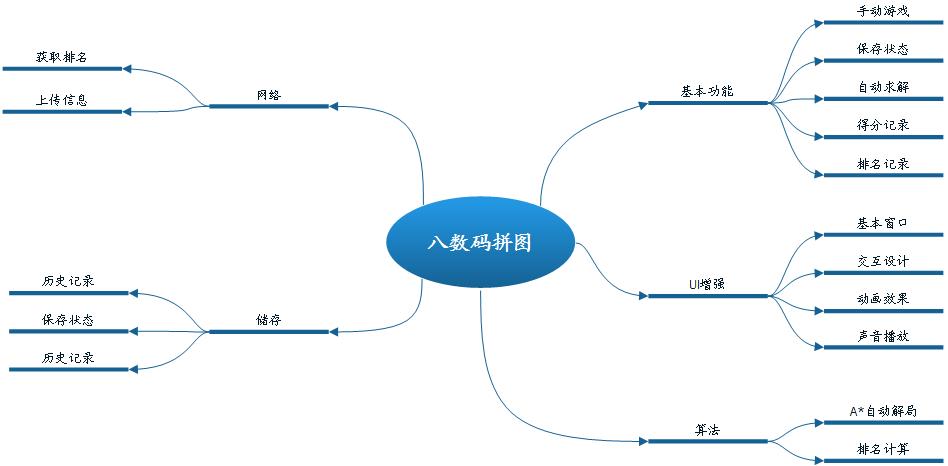 八数码拼图
基本功能
手动游戏
保存状态
自动求解
得分记录
排名记录
UI增强
基本窗口
交互设计
动画效果
声音播放
算法
A*自动解局
排名计算
网络
获取排名
上传信息
储存
历史记录
保存状态
历史记录